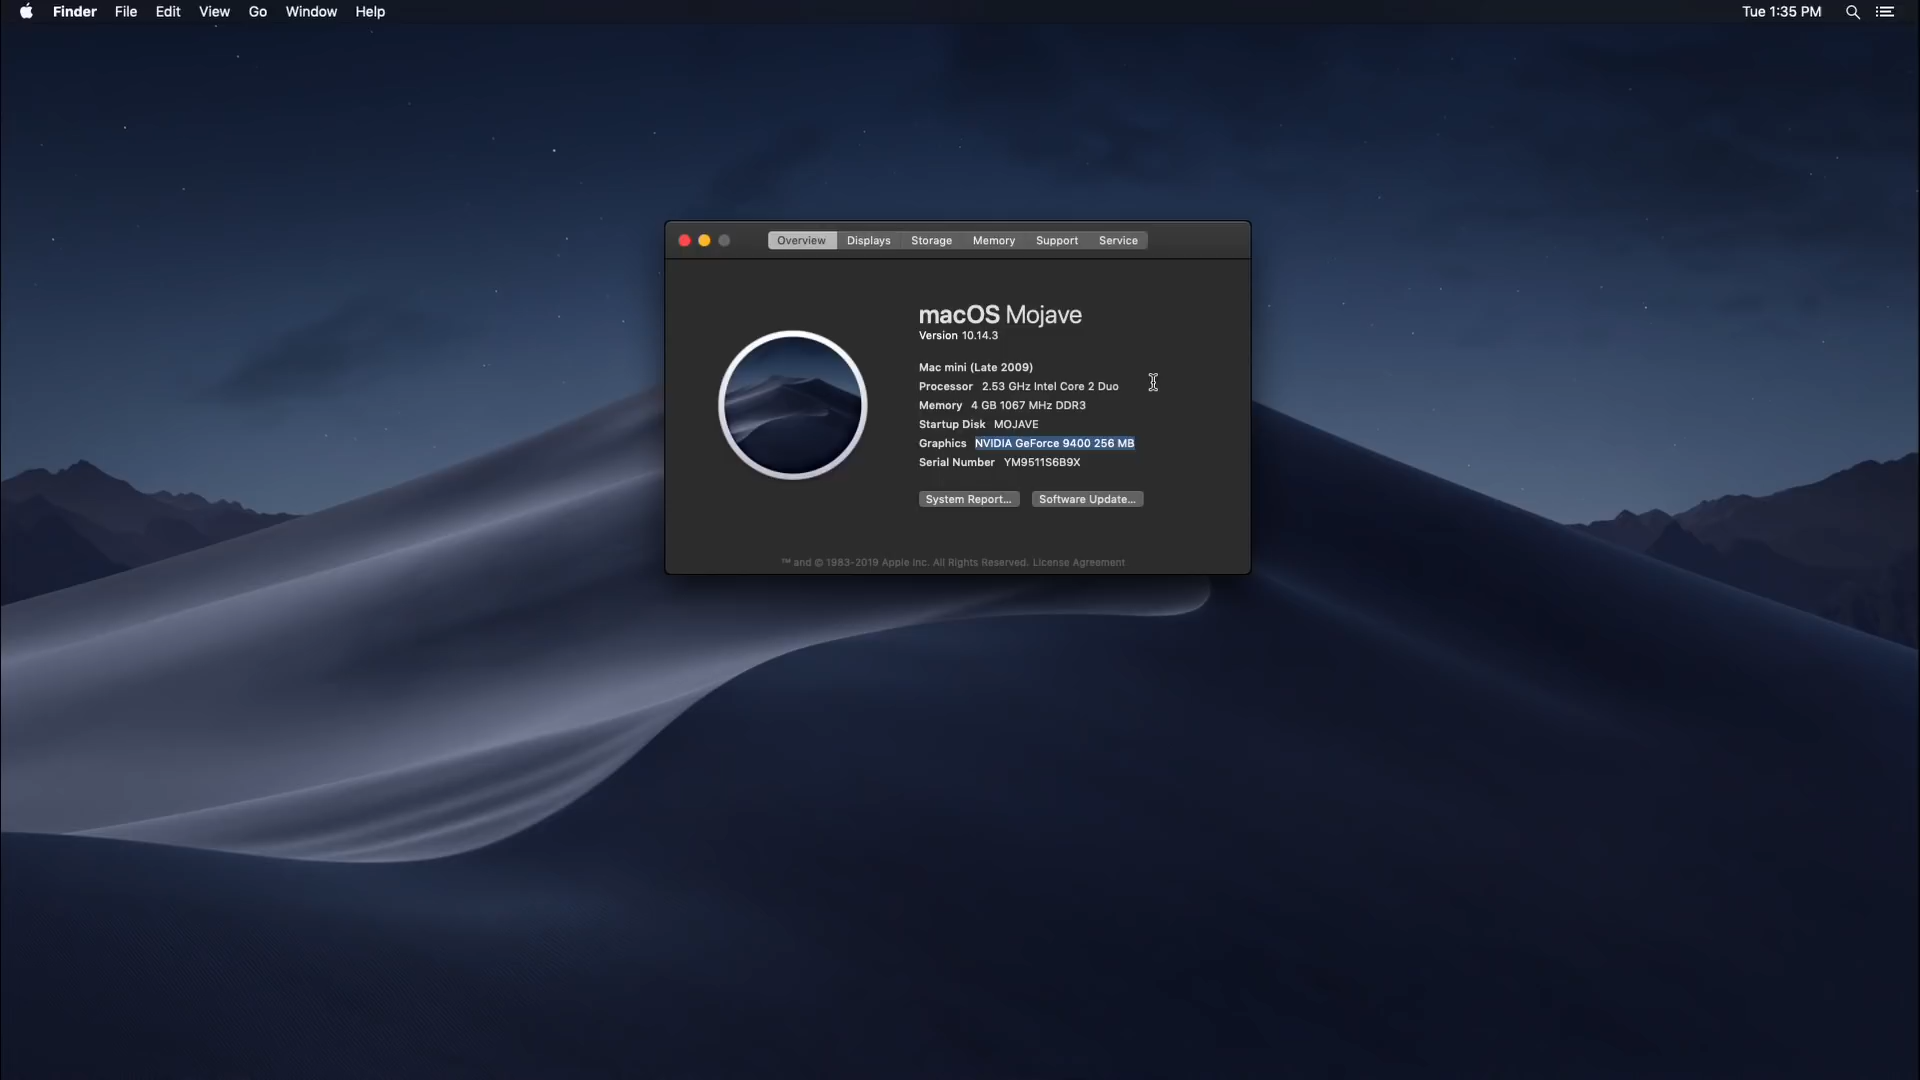 Finder File Edit View Go Window Help Tue 1:35 PM
Overview Displays Storage Memory Support Service
macOS Mojave
Version 10.14.3
Mac mini (Late 2009)
Processor 2.53 GHz Intel Core 2 Duo
Memory 4 GB 1067 MHz DDR3
Startup Disk MOJAVE
Graphics NVIDIA GeForce 9400 256 MB
Serial Number YM9511S6B9X
System Report... Software Update...
™ and © 1983-2019 Apple Inc. All Rights Reserved. License Agreement